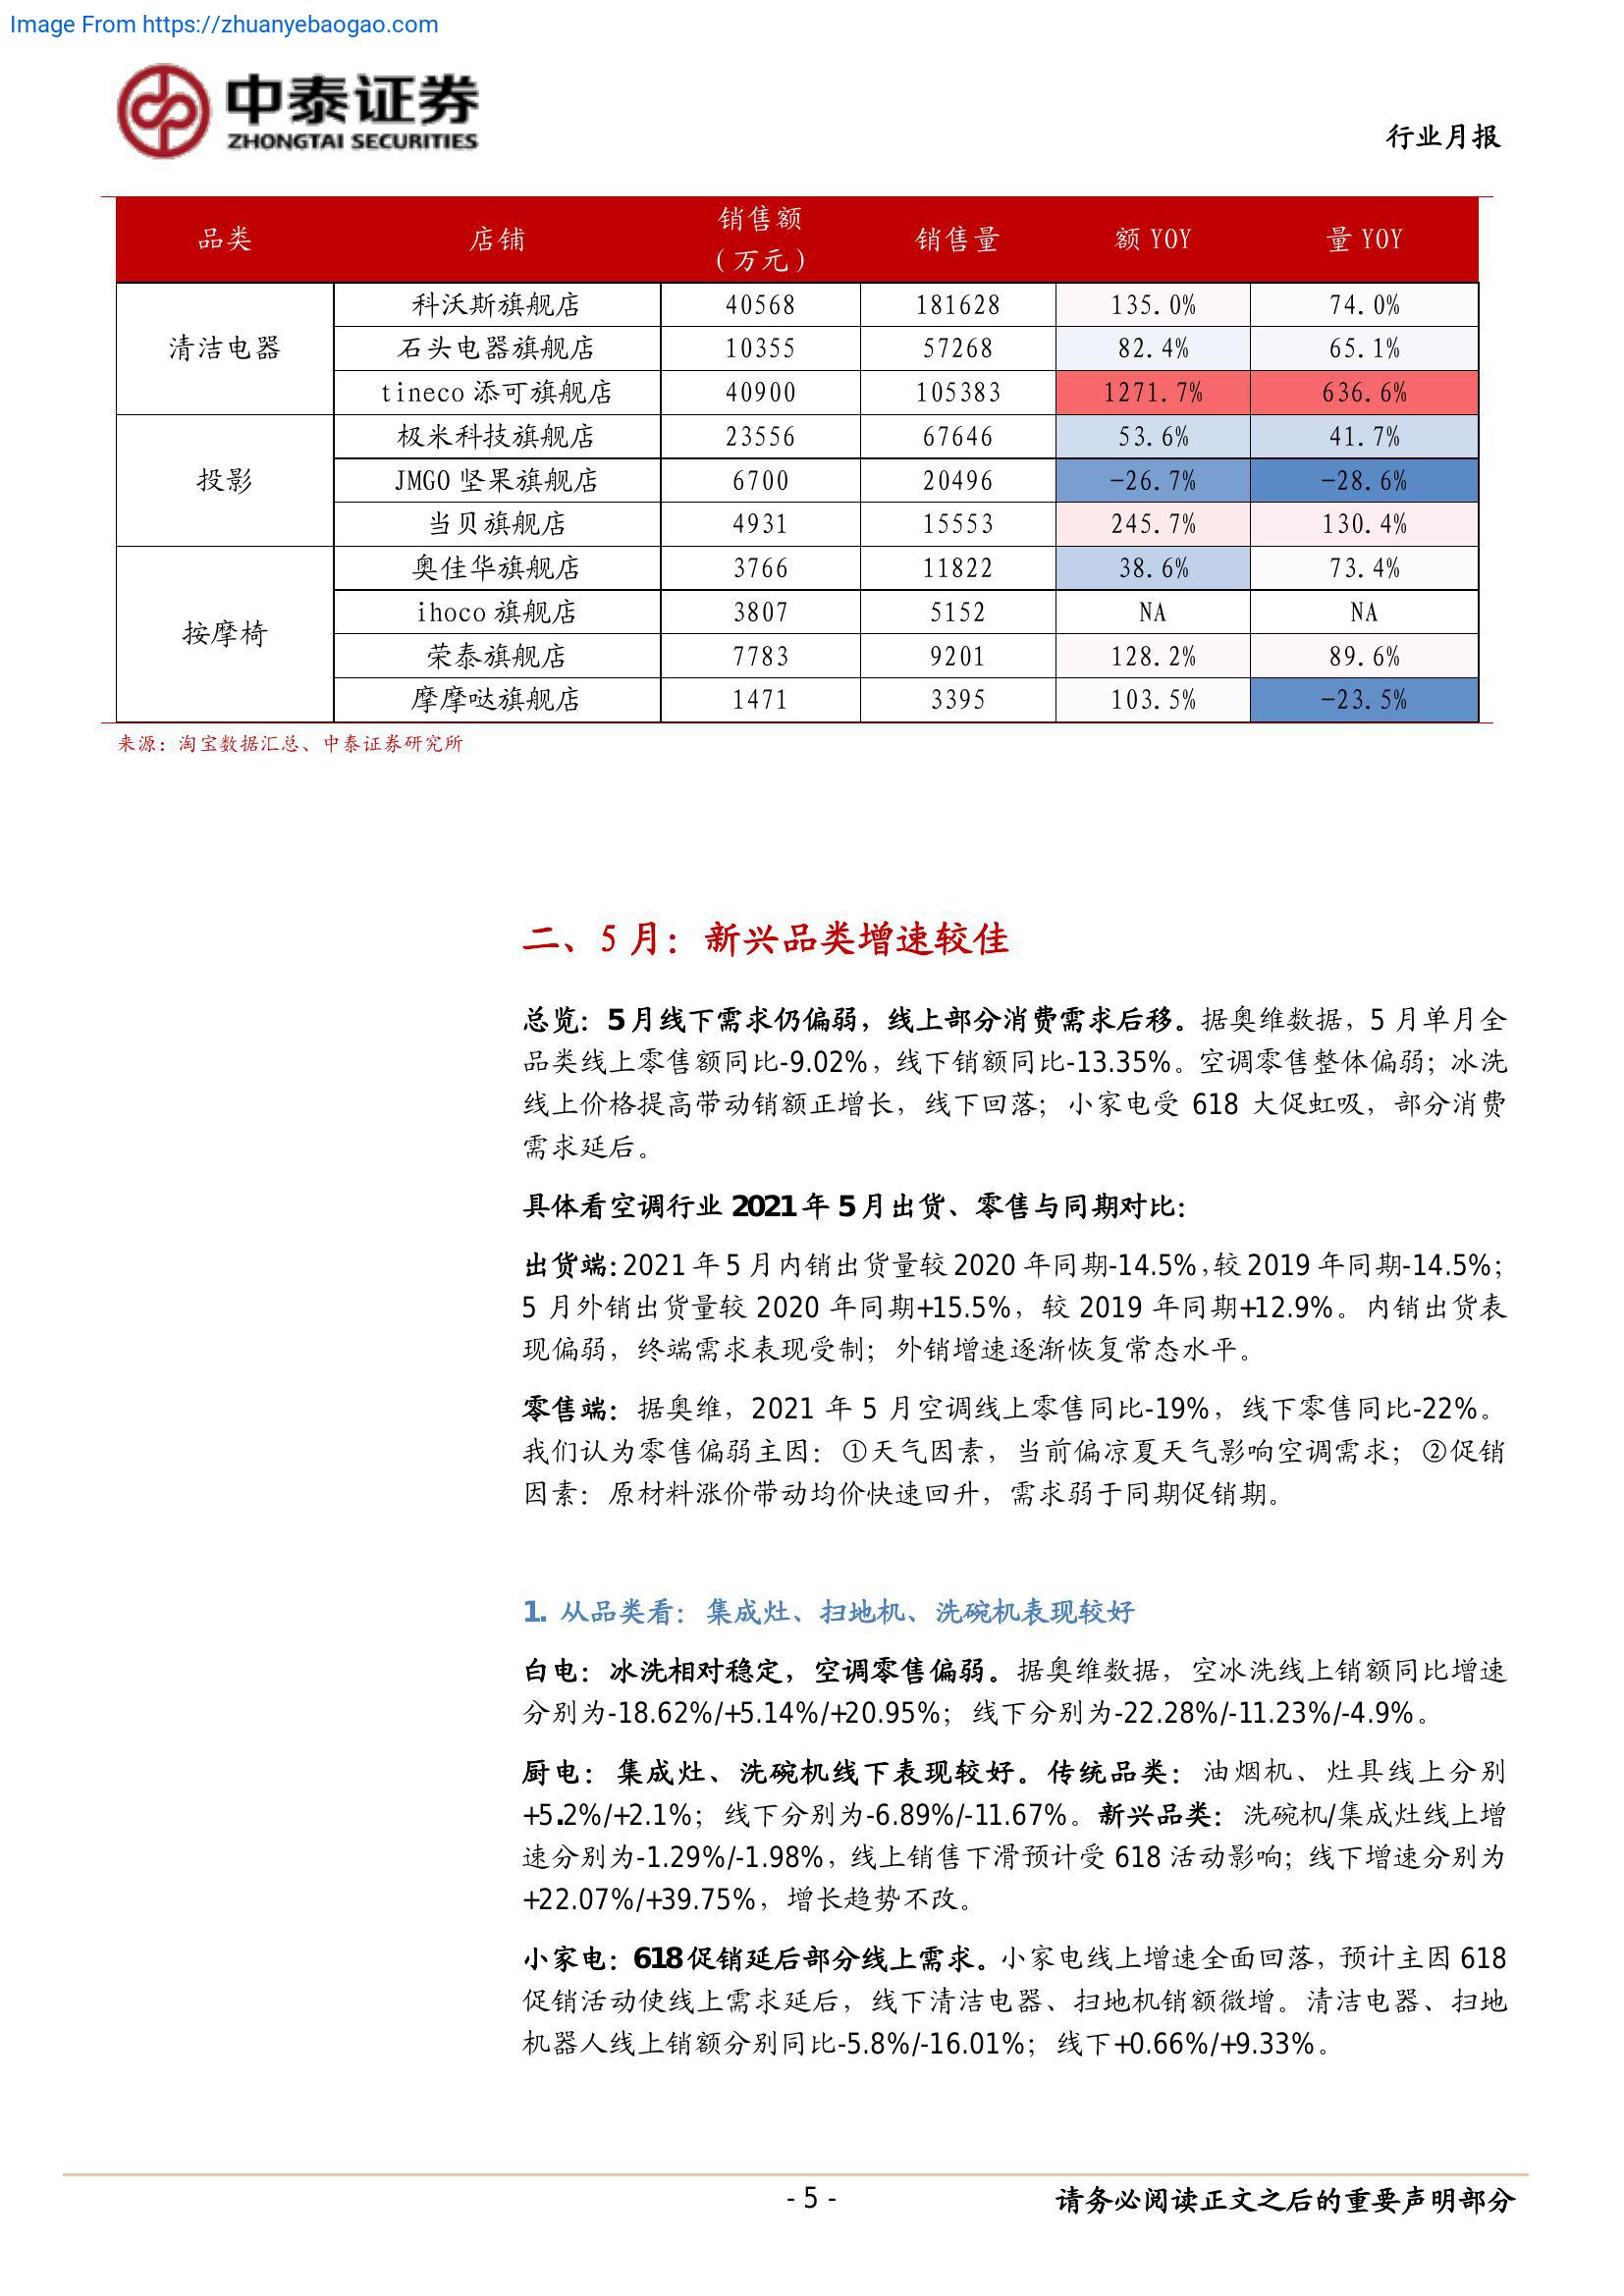 Image From https://zhuanyebaogao.com
中泰证券
ZHONGTAI SECURITIES
行业月报
品类 店铺 销售额（万元） 销售量 额 YOY 量 YOY
清洁电器 科沃斯旗舰店 40568 181628 135.0% 74.0%
石头电器旗舰店 10355 57268 82.4% 65.1%
tineco 添可旗舰店 40900 105383 1271.7% 636.6%
投影 极米科技旗舰店 23556 67646 53.6% 41.7%
JMGO 坚果旗舰店 6700 20496 -26.7% -28.6%
当贝旗舰店 4931 15553 245.7% 130.4%
按摩椅 奥佳华旗舰店 3766 11822 38.6% 73.4%
ihoco 旗舰店 3807 5152 NA NA
荣泰旗舰店 7783 9201 128.2% 89.6%
摩摩哒旗舰店 1471 3395 103.5% -23.5%
来源：淘宝数据汇总、中泰证券研究所
二、5 月：新兴品类增速较佳
总览：5 月线下需求仍偏弱，线上部分消费需求后移。据奥维数据，5 月单月全
品类线上零售额同比-9.02%，线下销额同比-13.35%。空调零售整体偏弱；冰洗
线上价格提高带动销额正增长，线下回落；小家电受 618 大促虹吸，部分消费
需求延后。
具体看空调行业 2021 年 5 月出货、零售与同期对比：
出货端：2021 年 5 月内销出货量较 2020 年同期-14.5%，较 2019 年同期-14.5%；
5 月外销出货量较 2020 年同期+15.5%，较 2019 年同期+12.9%。内销出货表
现偏弱，终端需求表现受制；外销增速逐渐恢复常态水平。
零售端：据奥维，2021 年 5 月空调线上零售同比-19%，线下零售同比-22%。
我们认为零售偏弱主因：①天气因素，当前偏凉夏天气影响空调需求；②促销
因素：原材料涨价带动均价快速回升，需求弱于同期促销期。
1. 从品类看：集成灶、扫地机、洗碗机表现较好
白电：冰洗相对稳定，空调零售偏弱。据奥维数据，空冰洗线上销额同比增速
分别为-18.62%/+5.14%/+20.95%；线下分别为-22.28%/-11.23%/-4.9%。
厨电：集成灶、洗碗机线下表现较好。传统品类：油烟机、灶具线上分别
+5.2%/+2.1%；线下分别为-6.89%/-11.67%。新兴品类：洗碗机/集成灶线上增
速分别为-1.29%/-1.98%，线上销售下滑预计受 618 活动影响；线下增速分别为
+22.07%/+39.75%，增长趋势不改。
小家电：618 促销延后部分线上需求。小家电线上增速全面回落，预计主因 618
促销活动使线上需求延后，线下清洁电器、扫地机销额微增。清洁电器、扫地
机器人线上销额分别同比-5.8%/-16.01%；线下+0.66%/+9.33%。
- 5 -
请务必阅读正文之后的重要声明部分